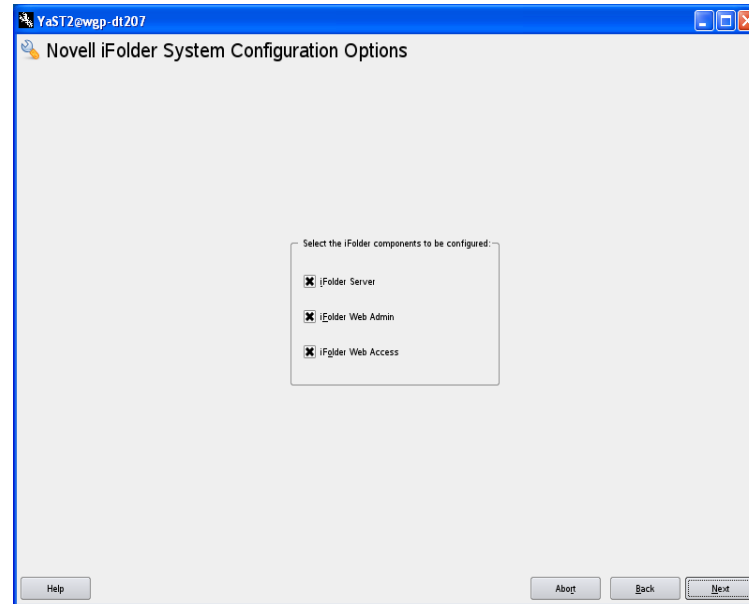 YaST2@wgp-dt207
Novell iFolder System Configuration Options
Select the iFolder components to be configured:
iFolder Server
iFolder Web Admin
iFolder Web Access
Help
Abort
Back
Next